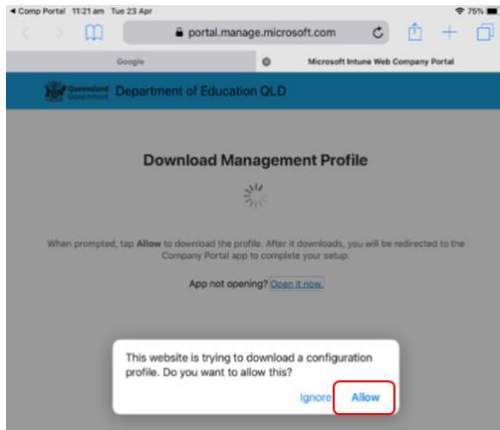 ◄ Comp Portal 11:21 am Tue 23 Apr 75%
portal.manage.microsoft.com
Google Microsoft Intune Web Company Portal
Queensland Government Department of Education QLD
Download Management Profile
When prompted, tap Allow to download the profile. After it downloads, you will be redirected to the
Company Portal app to complete your setup.
App not opening? Open it now.
This website is trying to download a configuration
profile. Do you want to allow this?
Ignore Allow